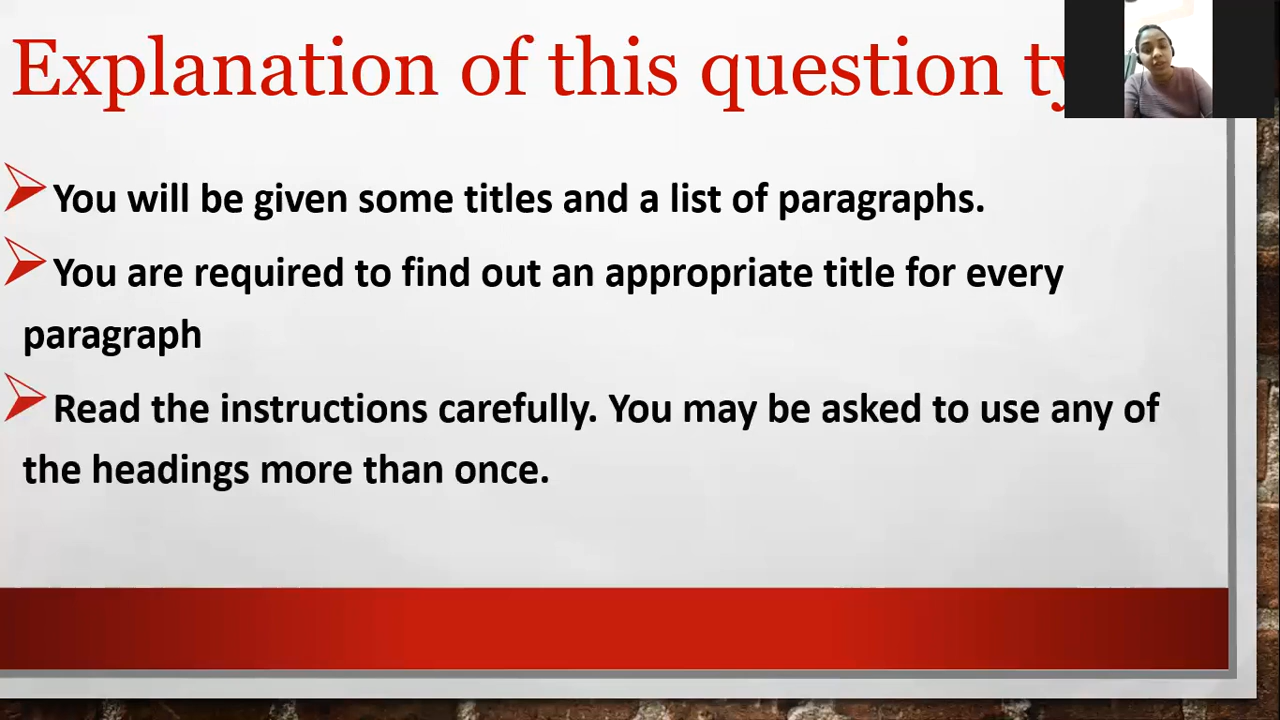 Explanation of this question
You will be given some titles and a list of paragraphs.
You are required to find out an appropriate title for every
paragraph
Read the instructions carefully. You may be asked to use any of
the headings more than once.